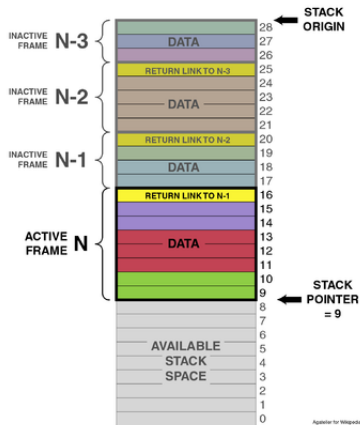 STACK
ORIGIN
INACTIVE
FRAME N-3
DATA
28
27
26
RETURN LINK TO N-3
25
INACTIVE
FRAME N-2
DATA
24
23
22
21
RETURN LINK TO N-2
20
INACTIVE
FRAME N-1
DATA
19
18
17
RETURN LINK TO N-1
16
ACTIVE
FRAME N
DATA
15
14
13
12
11
10
9
STACK
POINTER
= 9
AVAILABLE
STACK
SPACE
8
7
6
5
4
3
2
1
0
Agateller for Wikipedia